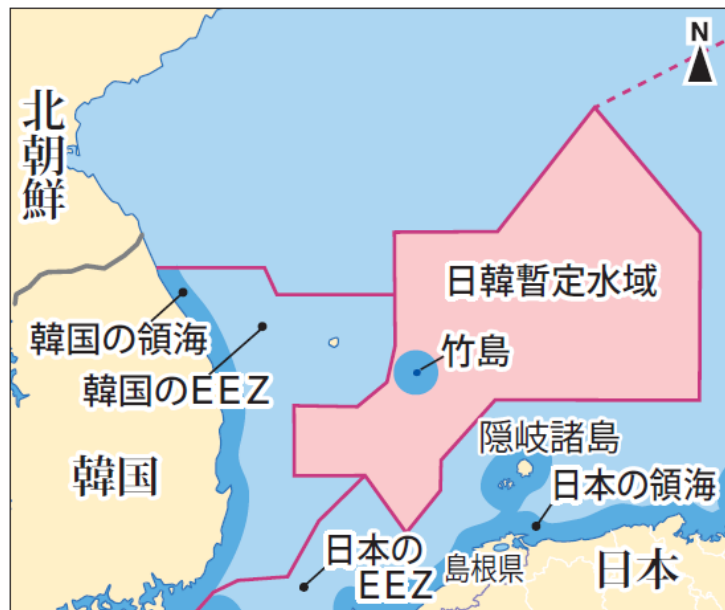 N
北朝鮮
日韓暫定水域
韓国の領海
竹島
韓国のEEZ
隠岐諸島
韓国
日本の領海
日本の
EEZ
島根県
日本